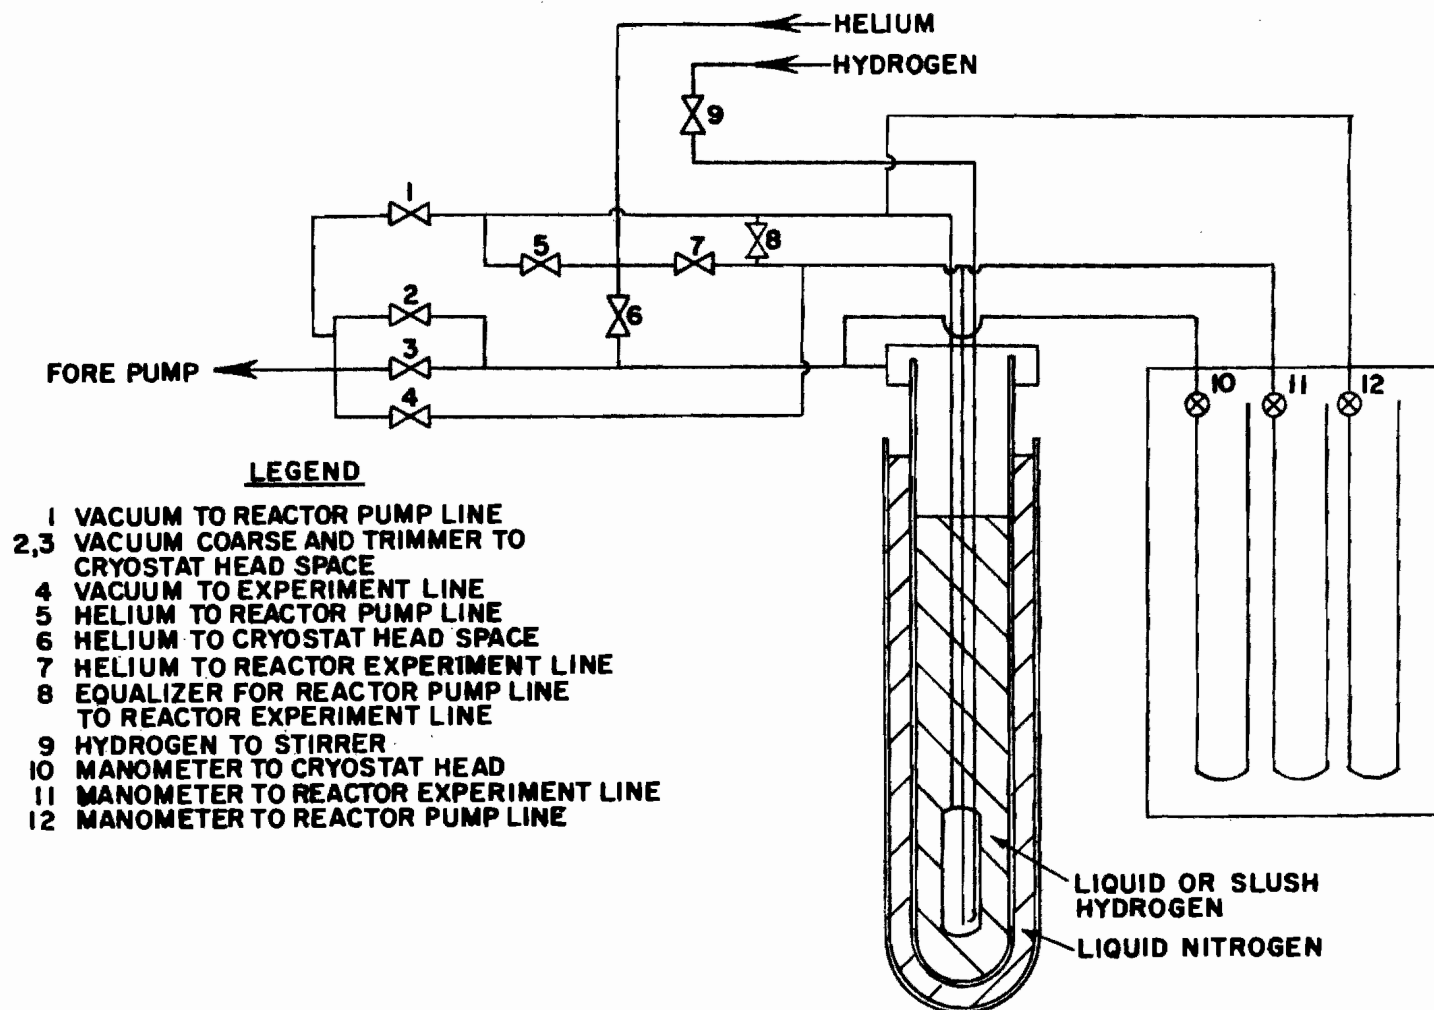 HELIUM
HYDROGEN
9
1
5
7
8
2
6
3
FORE PUMP
4
10
11
12
LEGEND
1 VACUUM TO REACTOR PUMP LINE
2,3 VACUUM COARSE AND TRIMMER TO
CRYOSTAT HEAD SPACE
4 VACUUM TO EXPERIMENT LINE
5 HELIUM TO REACTOR PUMP LINE
6 HELIUM TO CRYOSTAT HEAD SPACE
7 HELIUM TO REACTOR EXPERIMENT LINE
8 EQUALIZER FOR REACTOR PUMP LINE
TO REACTOR EXPERIMENT LINE
9 HYDROGEN TO STIRRER
10 MANOMETER TO CRYOSTAT HEAD
11 MANOMETER TO REACTOR EXPERIMENT LINE
12 MANOMETER TO REACTOR PUMP LINE
LIQUID OR SLUSH
HYDROGEN
LIQUID NITROGEN